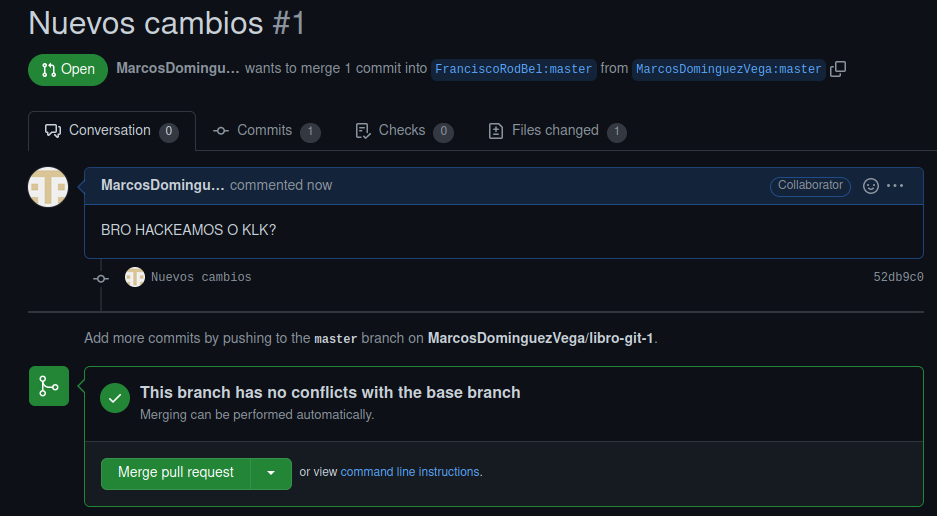 Nuevos cambios #1
Open MarcosDomingu... wants to merge 1 commit into FranciscoRodBel:master from MarcosDominguezVega:master
Conversation 0 Commits 1 Checks 0 Files changed 1
MarcosDomingu... commented now Collaborator
BRO HACKEAMOS O KLK?
Nuevos cambios 52db9c0
Add more commits by pushing to the master branch on MarcosDominguezVega/libro-git-1.
This branch has no conflicts with the base branch
Merging can be performed automatically.
Merge pull request or view command line instructions.